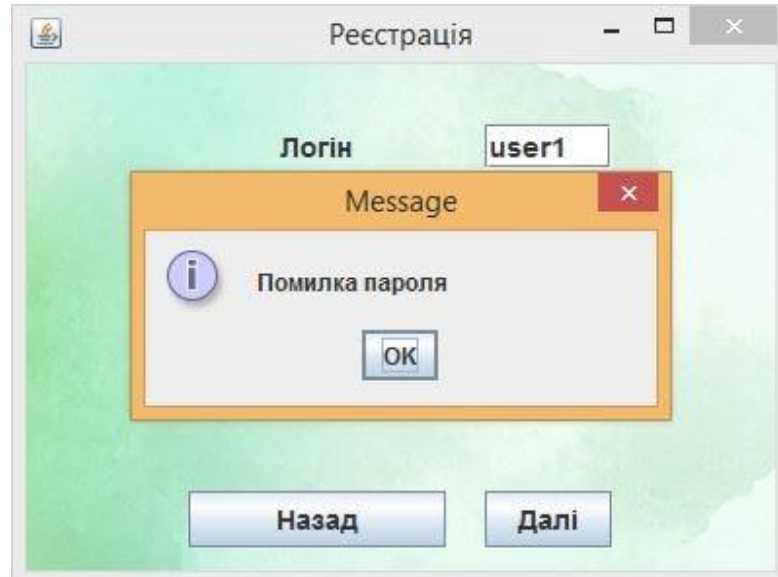 Реєстрація
Логін
user1
Message
Помилка пароля
OK
Назад
Далі